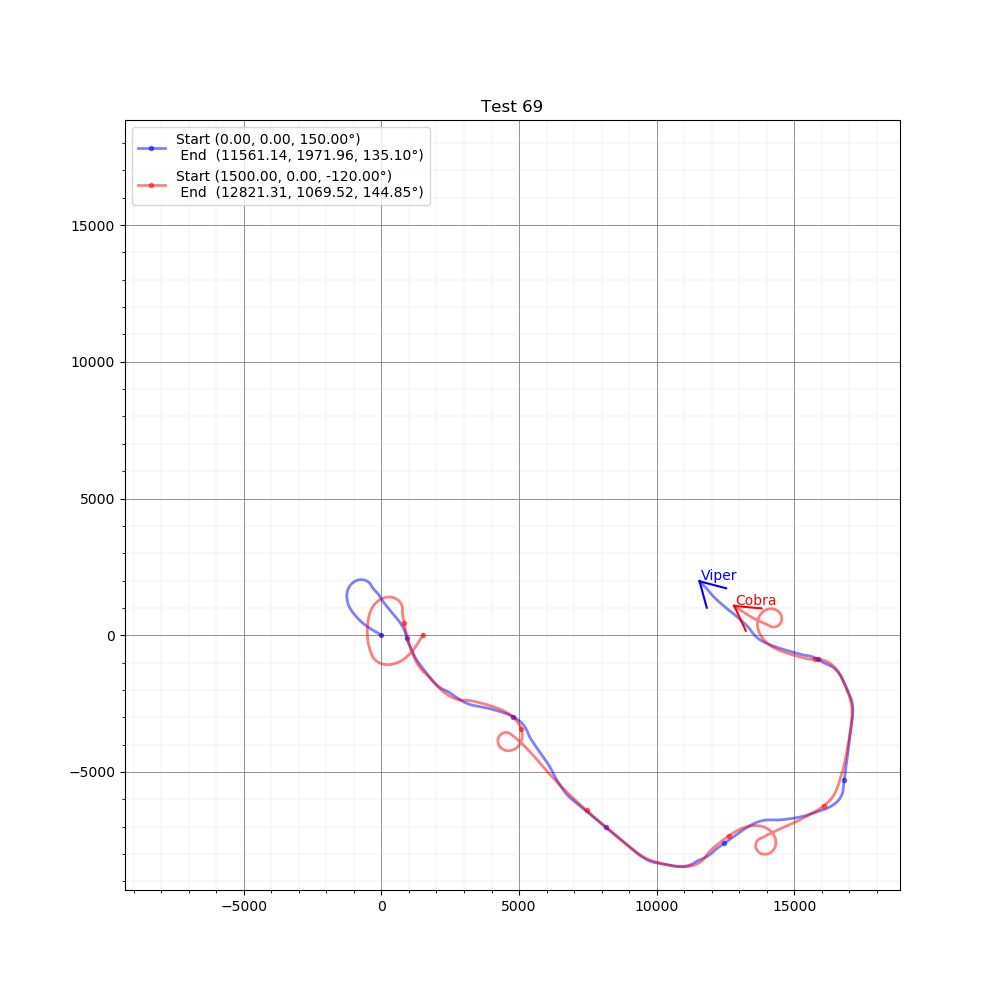 Test 69
Start (0.00, 0.00, 150.00°)
End  (11561.14, 1971.96, 135.10°)
Start (1500.00, 0.00, -120.00°)
End  (12821.31, 1069.52, 144.85°)
15000
10000
5000
Viper
Cobra
0
−5000
−5000
0
5000
10000
15000